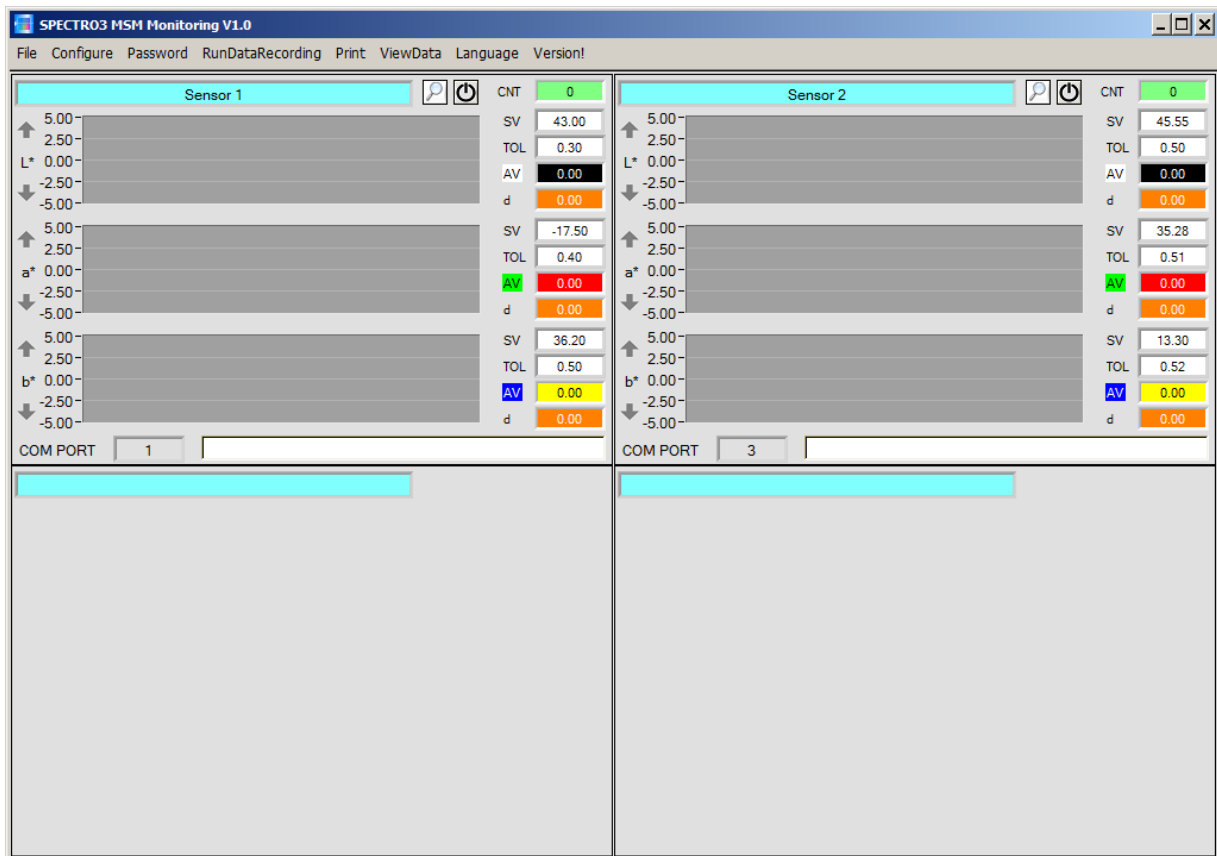 SPECTRO3 MSM Monitoring V1.0
File Configure Password RunDataRecording Print ViewData Language Version!
Sensor 1 CNT 0
5.00 SV 43.00
2.50 TOL 0.30
L* 0.00
-2.50 AV 0.00
-5.00 d 0.00
5.00 SV -17.50
2.50 TOL 0.40
a* 0.00
-2.50 AV 0.00
-5.00 d 0.00
5.00 SV 36.20
2.50 TOL 0.50
b* 0.00
-2.50 AV 0.00
-5.00 d 0.00
COM PORT 1
Sensor 2 CNT 0
5.00 SV 45.55
2.50 TOL 0.50
L* 0.00
-2.50 AV 0.00
-5.00 d 0.00
5.00 SV 35.28
2.50 TOL 0.51
a* 0.00
-2.50 AV 0.00
-5.00 d 0.00
5.00 SV 13.30
2.50 TOL 0.52
b* 0.00
-2.50 AV 0.00
-5.00 d 0.00
COM PORT 3